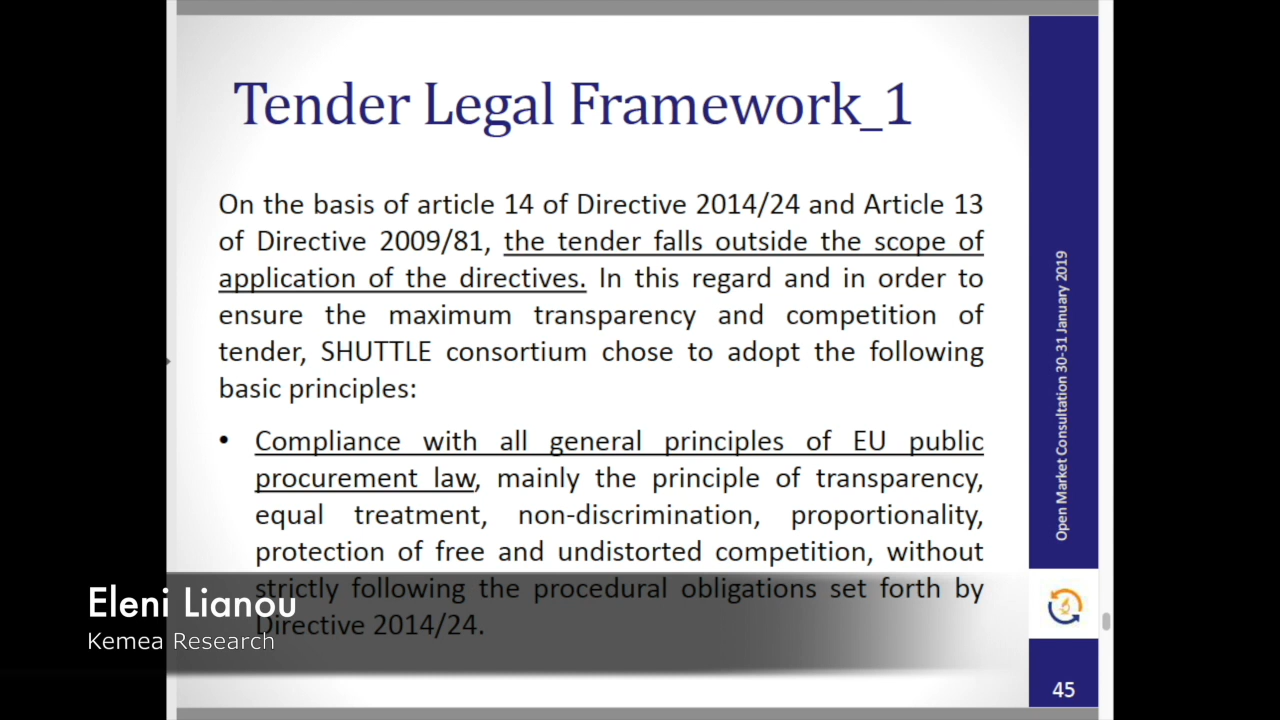 Tender Legal Framework_1
On the basis of article 14 of Directive 2014/24 and Article 13
of Directive 2009/81, the tender falls outside the scope of
application of the directives. In this regard and in order to
ensure the maximum transparency and competition of
tender, SHUTTLE consortium chose to adopt the following
basic principles:
• Compliance with all general principles of EU public
procurement law, mainly the principle of transparency,
equal treatment, non-discrimination, proportionality,
protection of free and undistorted competition, without
strictly following the procedural obligations set forth by
Directive 2014/24.
Eleni Lianou
Kemea Research
Open Market Consultation 30-31 January 2019
45